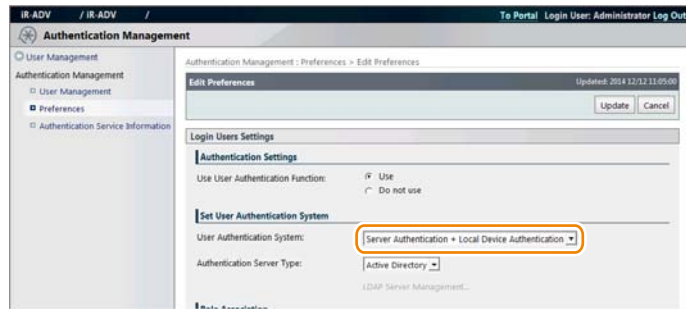 iR-ADV / iR-ADV / To Portal Login User: Administrator Log Out
Authentication Management
User Management
Authentication Management
User Management
Preferences
Authentication Service Information
Authentication Management : Preferences > Edit Preferences
Edit Preferences Updated: 2014 12/12 11:05:00
Update Cancel
Login Users Settings
Authentication Settings
Use User Authentication Function: Use
Do not use
Set User Authentication System
User Authentication System: Server Authentication + Local Device Authentication
Authentication Server Type: Active Directory
LDAP Server Management...
Role Association